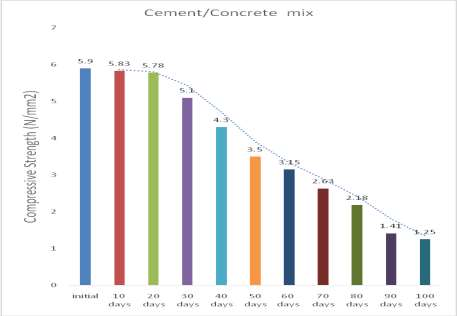 Cement/Concrete mix
Compressive Strength (N/mm2)
7
6
5
4
3
2
1
0
5.9
5.83
5.78
5.1
4.3
3.5
3.15
2.63
2.18
1.41
1.25
initial
10 days
20 days
30 days
40 days
50 days
60 days
70 days
80 days
90 days
100 days